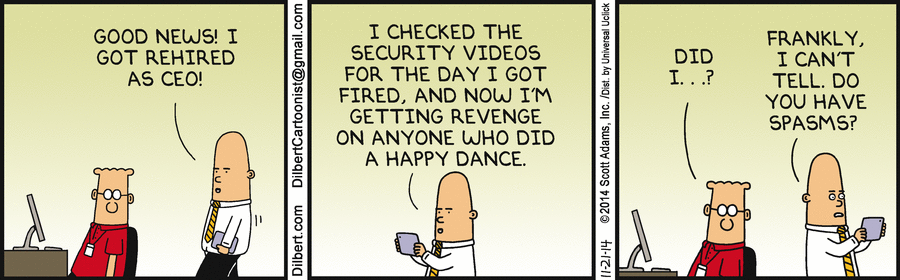 GOOD NEWS! I
GOT REHIRED
AS CEO!
DilbertCartoonist@gmail.com
Dilbert.com
I CHECKED THE
SECURITY VIDEOS
FOR THE DAY I GOT
FIRED, AND NOW I'M
GETTING REVENGE
ON ANYONE WHO DID
A HAPPY DANCE.
11-21-14 © 2014 Scott Adams, Inc. /Dist. by Universal Uclick
DID
I. . .?
FRANKLY,
I CAN'T
TELL. DO
YOU HAVE
SPASMS?